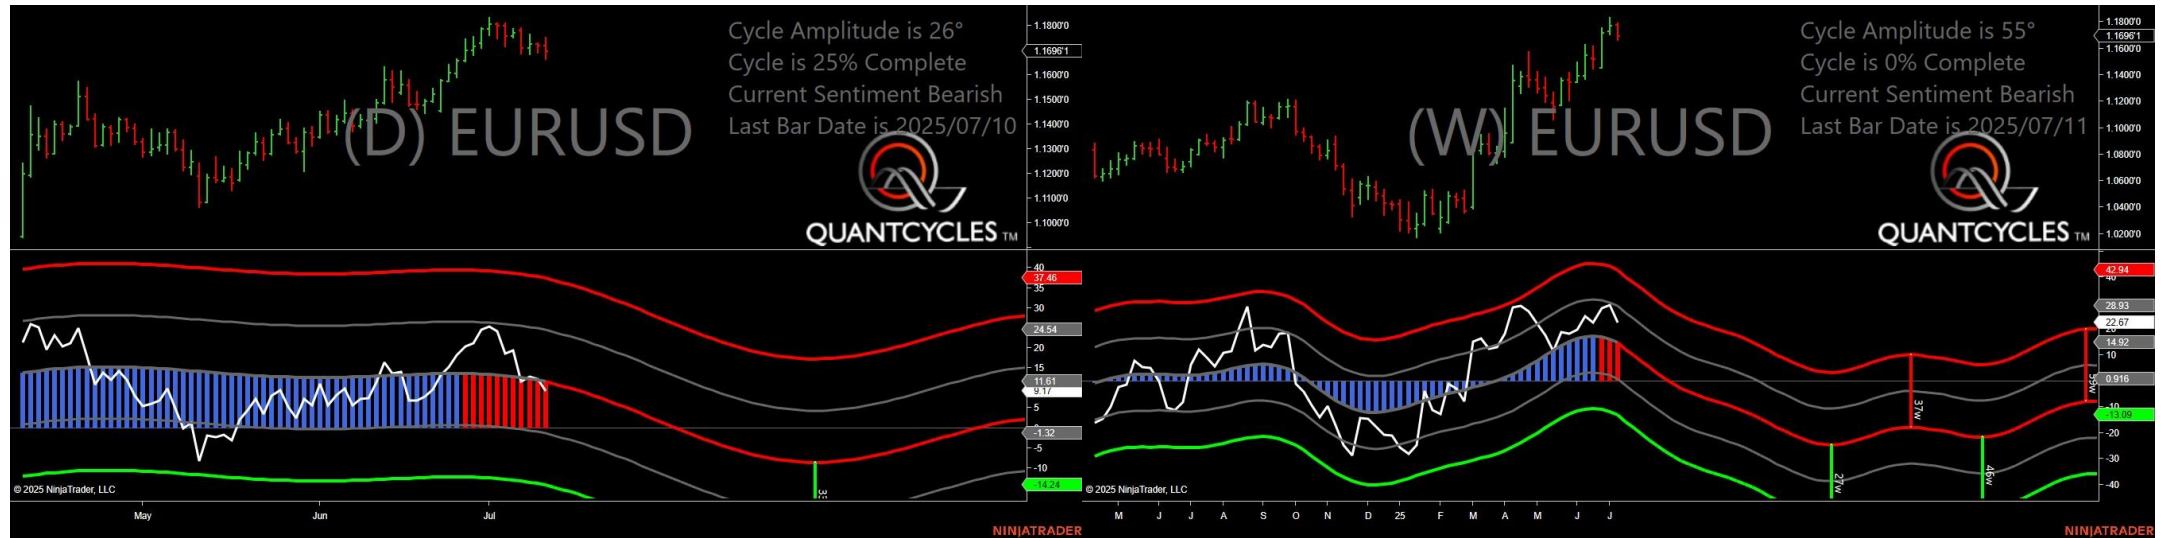 Cycle Amplitude is 26°
Cycle is 25% Complete
Current Sentiment Bearish
Last Bar Date is 2025/07/10
(D) EURUSD
QUANTCYCLES TM
1.1800'0
1.1696'1
1.1600'0
1.1500'0
1.1400'0
1.1300'0
1.1200'0
1.1100'0
1.1000'0
40
37.46
35
30
24.54
20
15
11.61
9.17
5
-1.32
-5
-10
-14.24
© 2025 NinjaTrader, LLC
May Jun Jul
NINJATRADER
Cycle Amplitude is 55°
Cycle is 0% Complete
Current Sentiment Bearish
Last Bar Date is 2025/07/11
(W) EURUSD
QUANTCYCLES TM
1.1800'0
1.1696'1
1.1600'0
1.1400'0
1.1200'0
1.1000'0
1.0800'0
1.0600'0
1.0400'0
1.0200'0
42.94
40
28.93
22.67
20
14.92
10
0.916
-10
-13.09
-20
-30
-40
37w
59w
27w
46w
© 2025 NinjaTrader, LLC
M J J A S O N D 25 F M A M J J
NINJATRADER